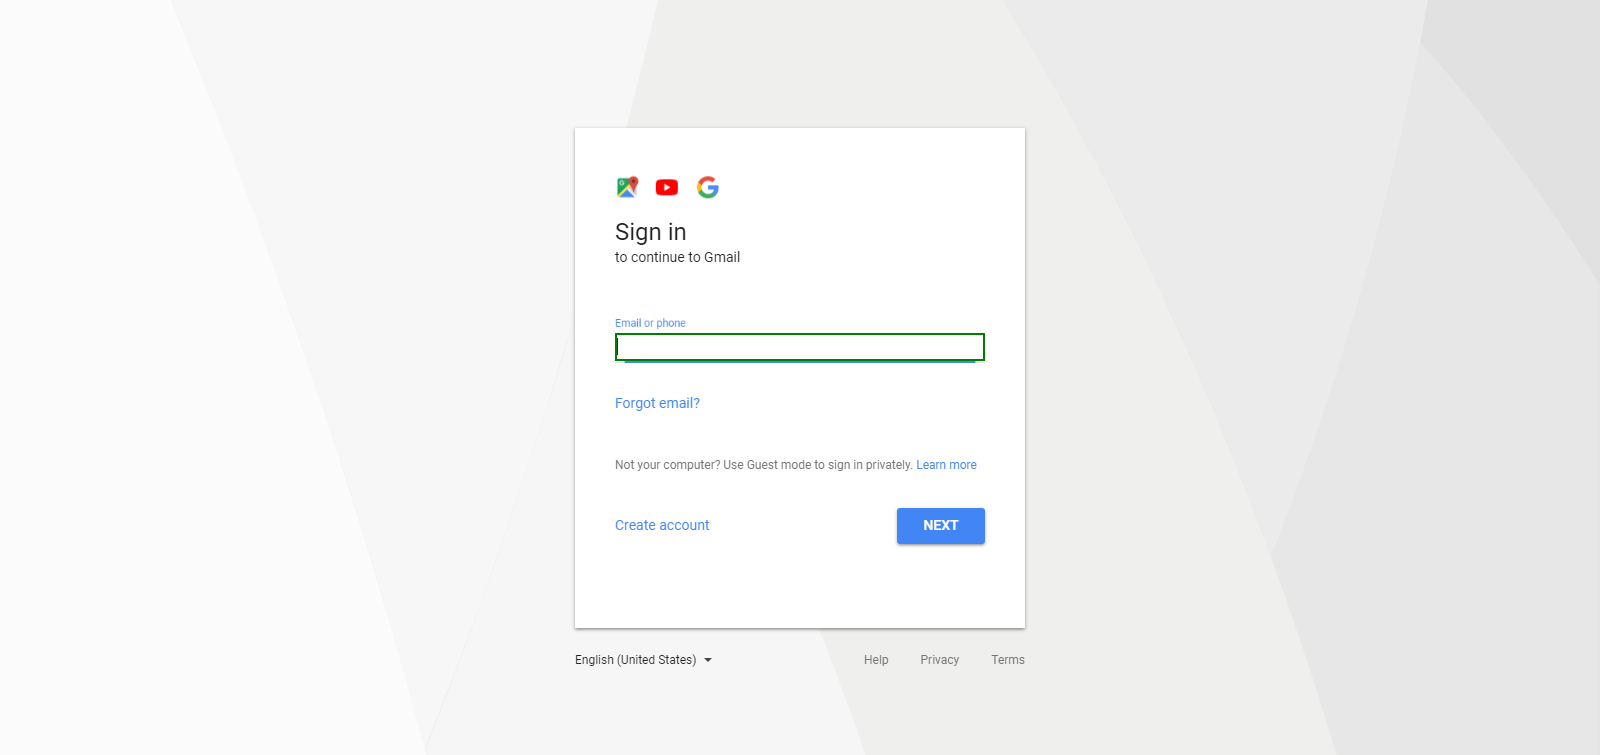 Sign in
to continue to Gmail
Email or phone
Forgot email?
Not your computer? Use Guest mode to sign in privately. Learn more
Create account
NEXT
English (United States)
Help
Privacy
Terms